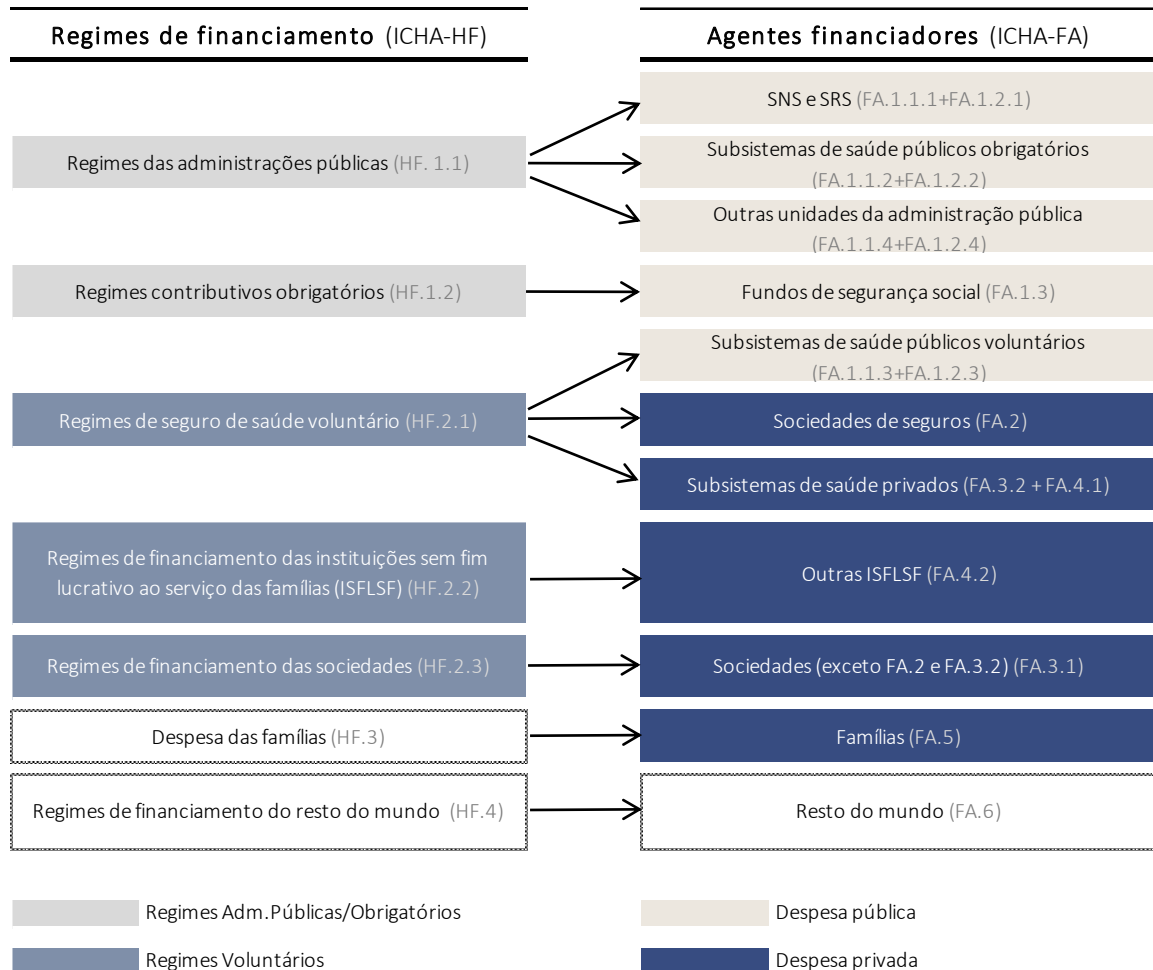 Regimes de financiamento (ICHA-HF)
Agentes financiadores (ICHA-FA)
SNS e SRS (FA.1.1.1+FA.1.2.1)
Regimes das administrações públicas (HF. 1.1)
Subsistemas de saúde públicos obrigatórios
(FA.1.1.2+FA.1.2.2)
Outras unidades da administração pública
(FA.1.1.4+FA.1.2.4)
Regimes contributivos obrigatórios (HF.1.2)
Fundos de segurança social (FA.1.3)
Subsistemas de saúde públicos voluntários
(FA.1.1.3+FA.1.2.3)
Regimes de seguro de saúde voluntário (HF.2.1)
Sociedades de seguros (FA.2)
Subsistemas de saúde privados (FA.3.2 + FA.4.1)
Regimes de financiamento das instituições sem fim
lucrativo ao serviço das famílias (ISFLSF) (HF.2.2)
Outras ISFLSF (FA.4.2)
Regimes de financiamento das sociedades (HF.2.3)
Sociedades (exceto FA.2 e FA.3.2) (FA.3.1)
Despesa das famílias (HF.3)
Famílias (FA.5)
Regimes de financiamento do resto do mundo (HF.4)
Resto do mundo (FA.6)
Regimes Adm.Públicas/Obrigatórios
Despesa pública
Regimes Voluntários
Despesa privada